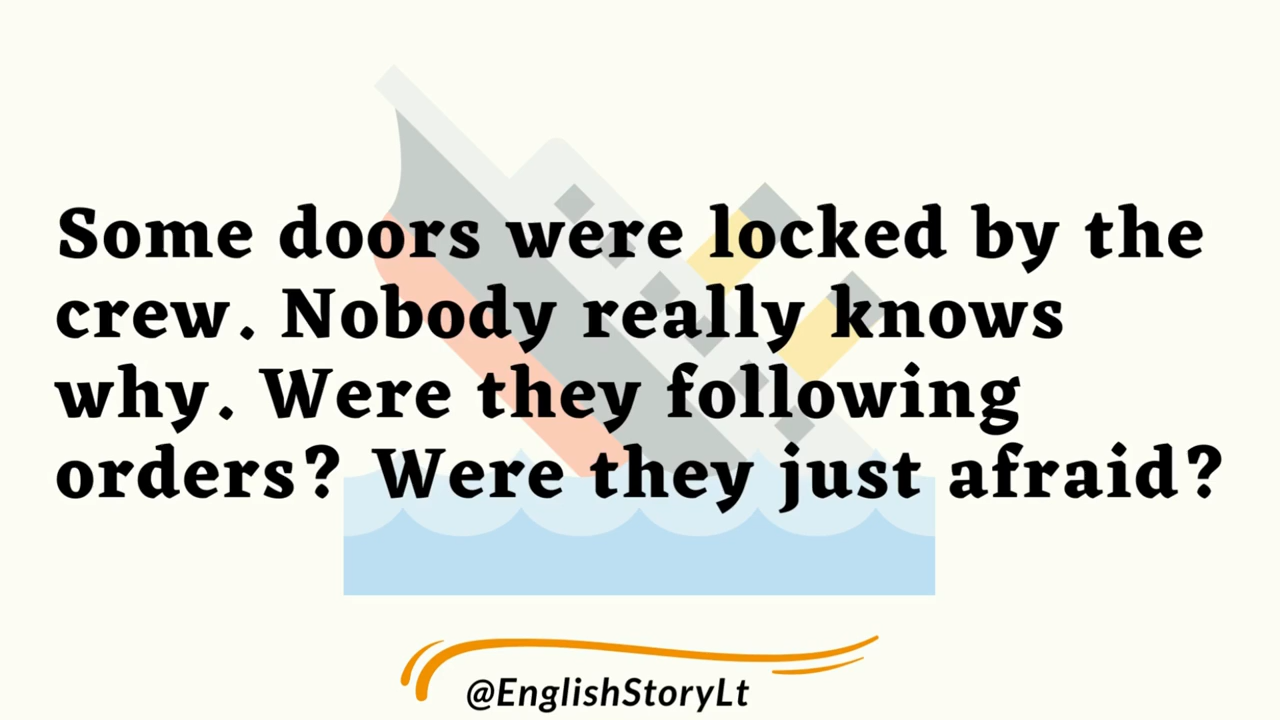 Some doors were locked by the
crew. Nobody really knows
why. Were they following
orders? Were they just afraid?
@EnglishStoryLt